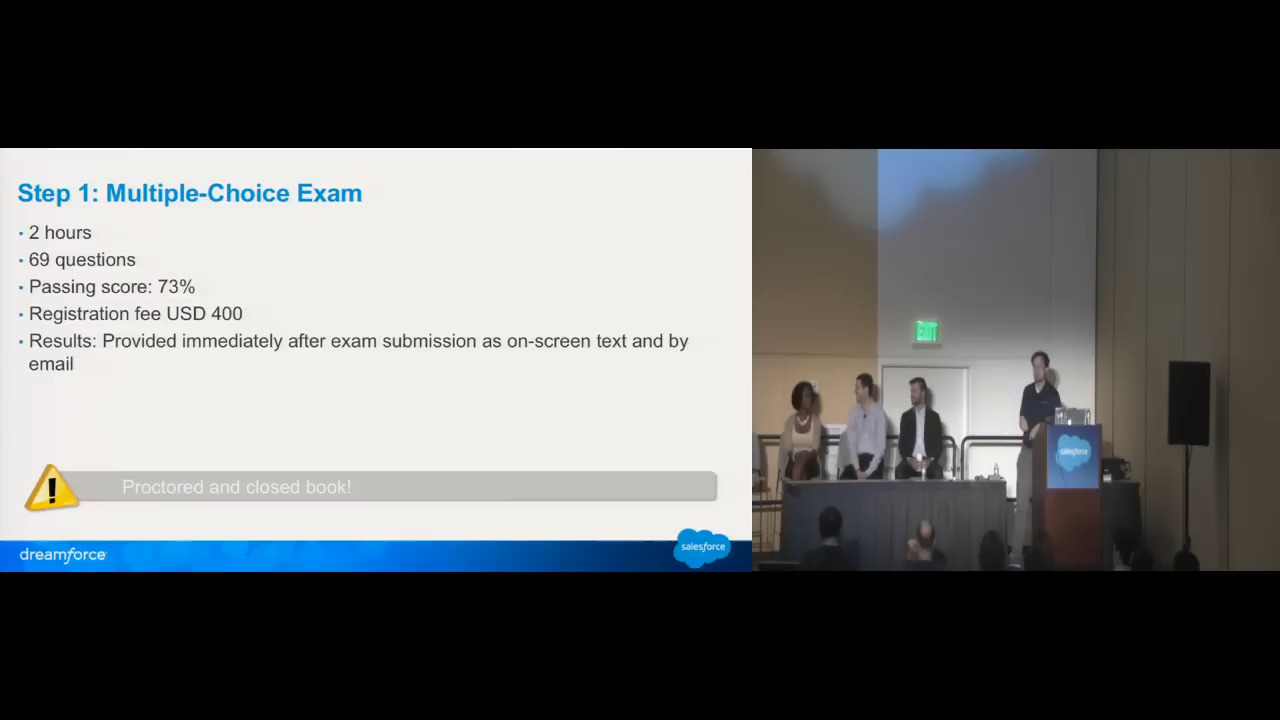 Step 1: Multiple-Choice Exam
• 2 hours
• 69 questions
• Passing score: 73%
• Registration fee USD 400
• Results: Provided immediately after exam submission as on-screen text and by
email
Proctored and closed book!
dreamforce
salesforce
EXIT
salesforce